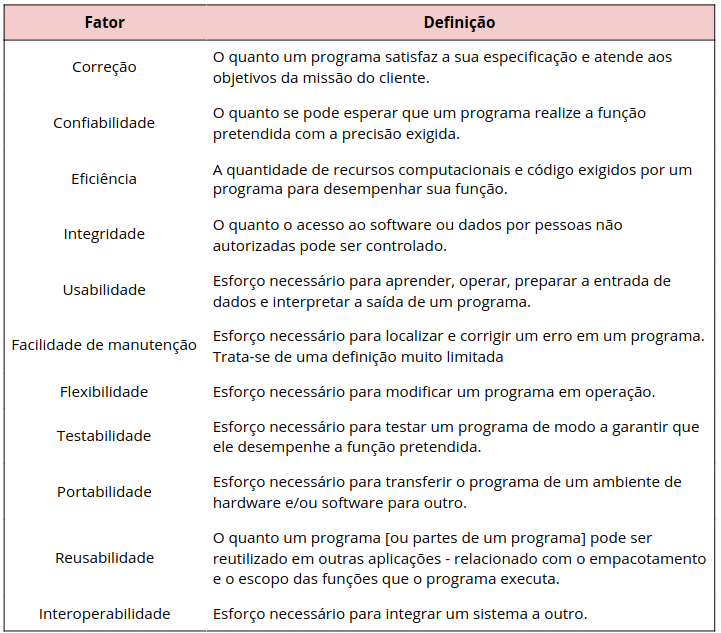 Fator Definição
Correção O quanto um programa satisfaz a sua especificação e atende aos
objetivos da missão do cliente.
Confiabilidade O quanto se pode esperar que um programa realize a função
pretendida com a precisão exigida.
Eficiência A quantidade de recursos computacionais e código exigidos por um
programa para desempenhar sua função.
Integridade O quanto o acesso ao software ou dados por pessoas não
autorizadas pode ser controlado.
Usabilidade Esforço necessário para aprender, operar, preparar a entrada de
dados e interpretar a saída de um programa.
Facilidade de manutenção Esforço necessário para localizar e corrigir um erro em um programa.
Trata-se de uma definição muito limitada
Flexibilidade Esforço necessário para modificar um programa em operação.
Testabilidade Esforço necessário para testar um programa de modo a garantir que
ele desempenhe a função pretendida.
Portabilidade Esforço necessário para transferir o programa de um ambiente de
hardware e/ou software para outro.
Reusabilidade O quanto um programa [ou partes de um programa] pode ser
reutilizado em outras aplicações - relacionado com o empacotamento
e o escopo das funções que o programa executa.
Interoperabilidade Esforço necessário para integrar um sistema a outro.